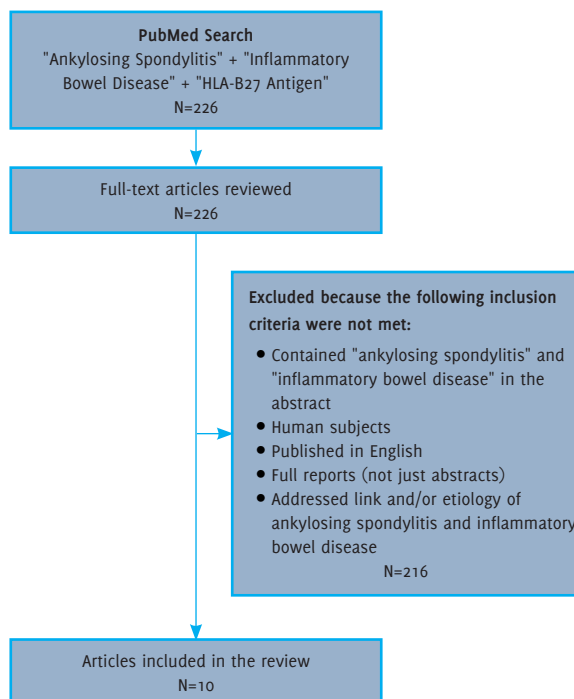 PubMed Search
"Ankylosing Spondylitis" + "Inflammatory
Bowel Disease" + "HLA-B27 Antigen"
N=226
Full-text articles reviewed
N=226
Excluded because the following inclusion
criteria were not met:
● Contained "ankylosing spondylitis" and
"inflammatory bowel disease" in the
abstract
● Human subjects
● Published in English
● Full reports (not just abstracts)
● Addressed link and/or etiology of
ankylosing spondylitis and inflammatory
bowel disease
N=216
Articles included in the review
N=10